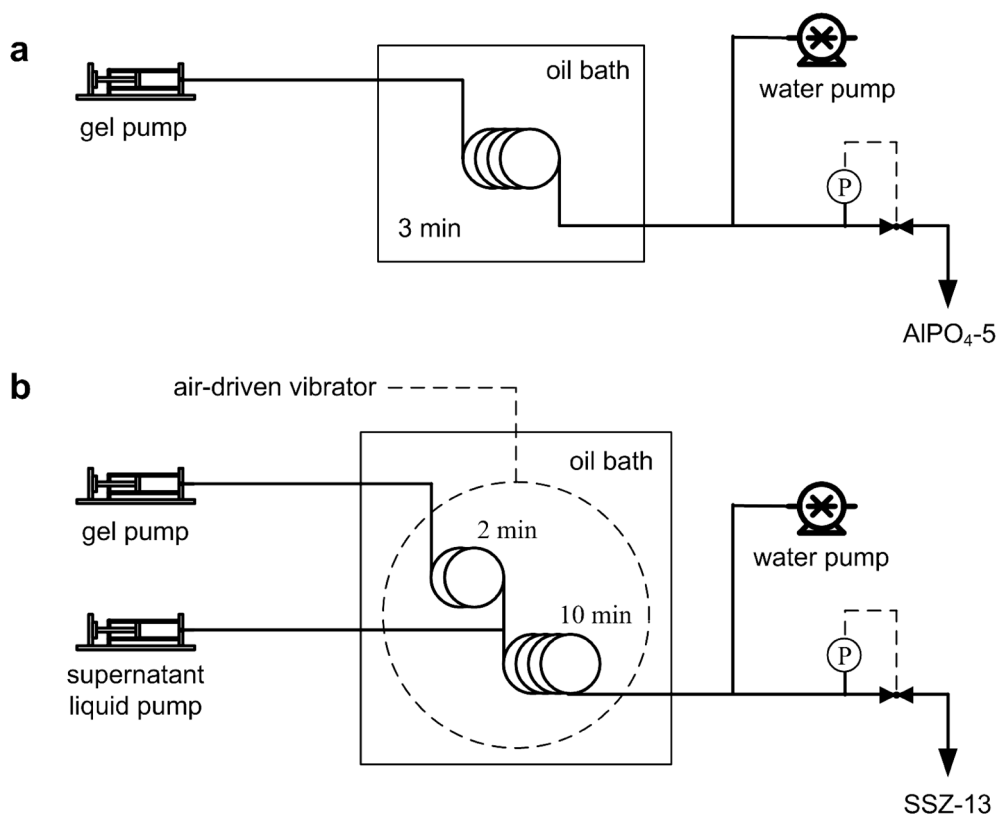 a
oil bath
gel pump
water pump
P
3 min
AlPO₄-5
b
air-driven vibrator
oil bath
gel pump
2 min
water pump
10 min
P
supernatant
liquid pump
SSZ-13